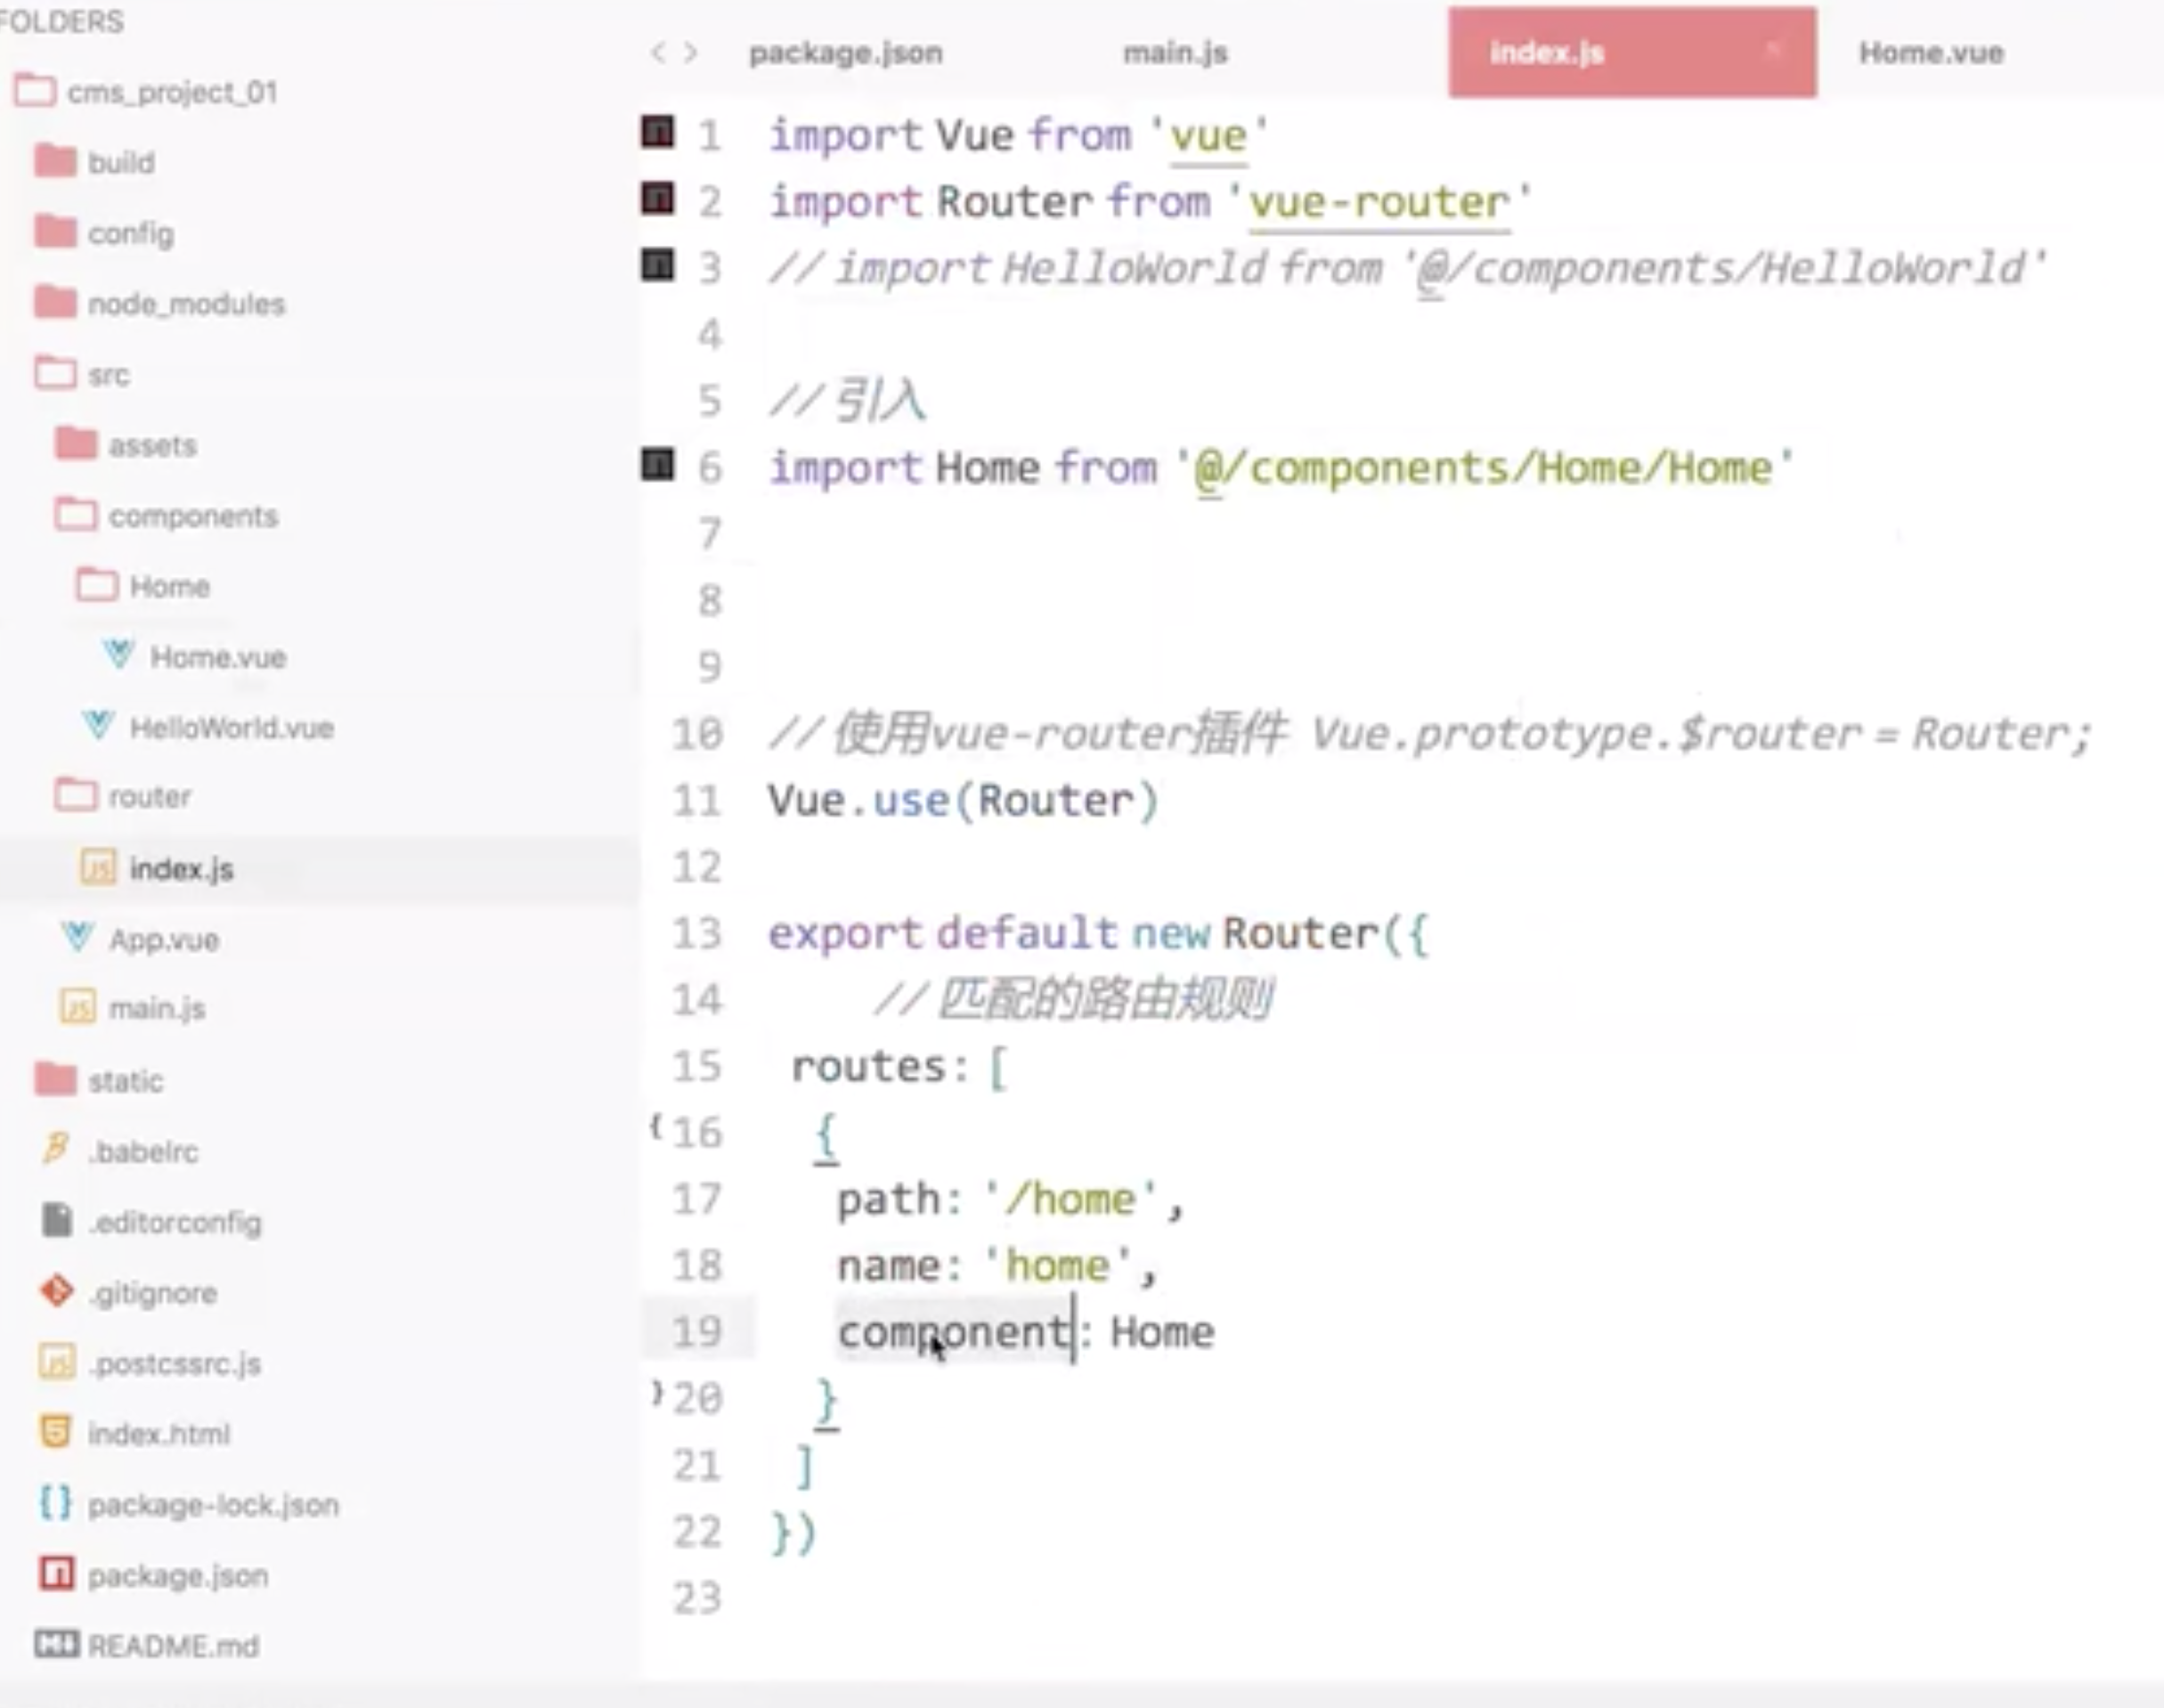 FOLDERS
cms_project_01
build
config
node_modules
src
assets
components
Home
Home.vue
HelloWorld.vue
router
index.js
App.vue
main.js
static
.babelrc
.editorconfig
.gitignore
.postcssrc.js
index.html
package-lock.json
package.json
README.md
< > package.json main.js index.js Home.vue
1 import Vue from 'vue'
2 import Router from 'vue-router'
3 // import HelloWorld from '@/components/HelloWorld'
4
5 // 引入
6 import Home from '@/components/Home/Home'
7
8
9
10 // 使用vue-router插件 Vue.prototype.$router = Router;
11 Vue.use(Router)
12
13 export default new Router({
14 // 匹配的路由规则
15 routes: [
16 {
17 path: '/home',
18 name: 'home',
19 component: Home
20 }
21 ]
22 })
23